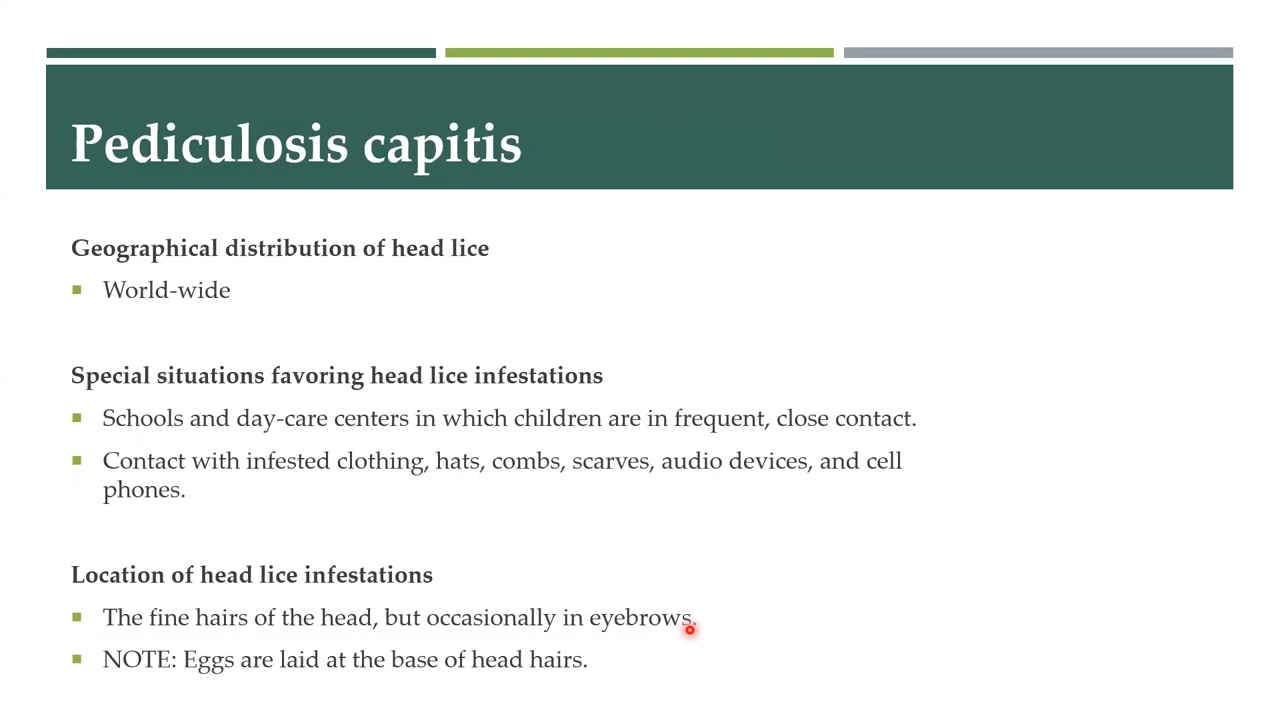 Pediculosis capitis
Geographical distribution of head lice
World-wide
Special situations favoring head lice infestations
Schools and day-care centers in which children are in frequent, close contact.
Contact with infested clothing, hats, combs, scarves, audio devices, and cell
phones.
Location of head lice infestations
The fine hairs of the head, but occasionally in eyebrows.
NOTE: Eggs are laid at the base of head hairs.